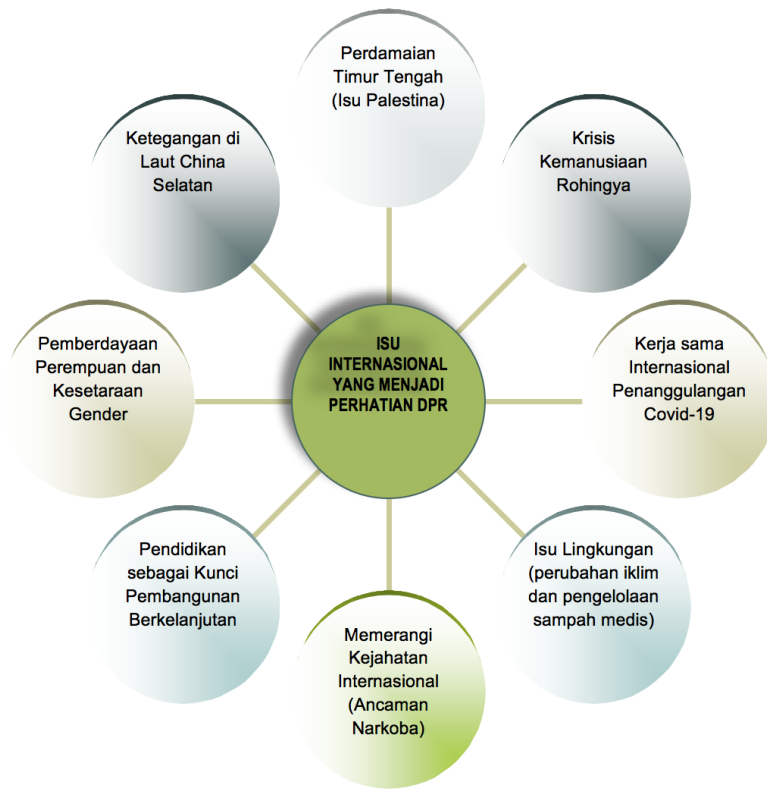 Perdamaian
Timur Tengah
(Isu Palestina)
Krisis
Kemanusiaan
Rohingya
Kerja sama
Internasional
Penanggulangan
Covid-19
Isu Lingkungan
(perubahan iklim
dan pengelolaan
sampah medis)
Memerangi
Kejahatan
Internasional
(Ancaman
Narkoba)
Pendidikan
sebagai Kunci
Pembangunan
Berkelanjutan
Pemberdayaan
Perempuan dan
Kesetaraan
Gender
Ketegangan di
Laut China
Selatan
ISU
INTERNASIONAL
YANG MENJADI
PERHATIAN DPR